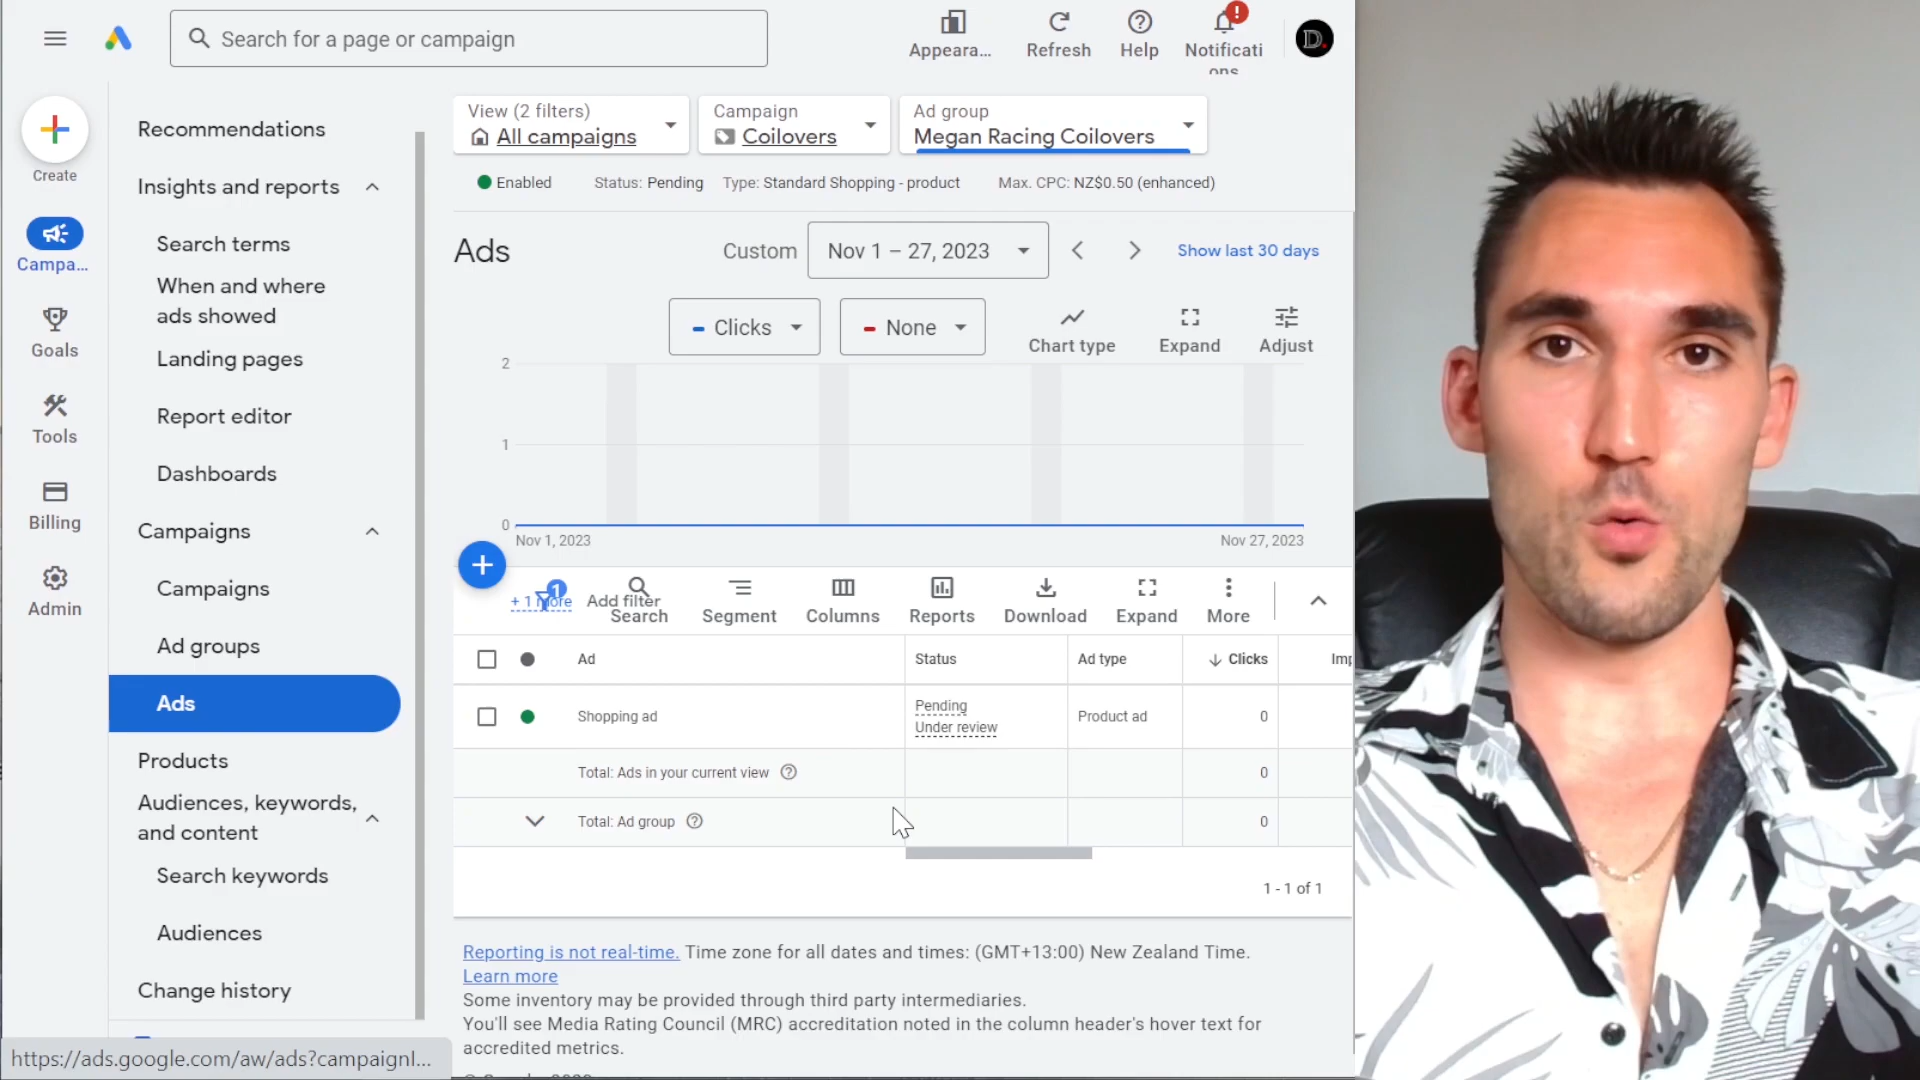 Search for a page or campaign
Appeara...
Refresh
Help
Notificati
ons
!
D.
Create
Campa...
Goals
Tools
Billing
Admin
Recommendations
Insights and reports
Search terms
When and where
ads showed
Landing pages
Report editor
Dashboards
Campaigns
Campaigns
Ad groups
Ads
Products
Audiences, keywords,
and content
Search keywords
Audiences
Change history
https://ads.google.com/aw/ads?campaignI...
View (2 filters)
All campaigns
Campaign
Coilovers
Ad group
Megan Racing Coilovers
Enabled
Status: Pending
Type: Standard Shopping - product
Max. CPC: NZ$0.50 (enhanced)
Ads
Custom
Nov 1 – 27, 2023
Show last 30 days
Clicks
None
Chart type
Expand
Adjust
2
1
0
Nov 1, 2023
Nov 27, 2023
1
+ 1 more
Add filter
Search
Segment
Columns
Reports
Download
Expand
More
Ad
Status
Ad type
Clicks
Imp
Shopping ad
Pending
Under review
Product ad
0
Total: Ads in your current view
0
Total: Ad group
0
1 - 1 of 1
Reporting is not real-time. Time zone for all dates and times: (GMT+13:00) New Zealand Time.
Learn more
Some inventory may be provided through third party intermediaries.
You'll see Media Rating Council (MRC) accreditation noted in the column header's hover text for
accredited metrics.